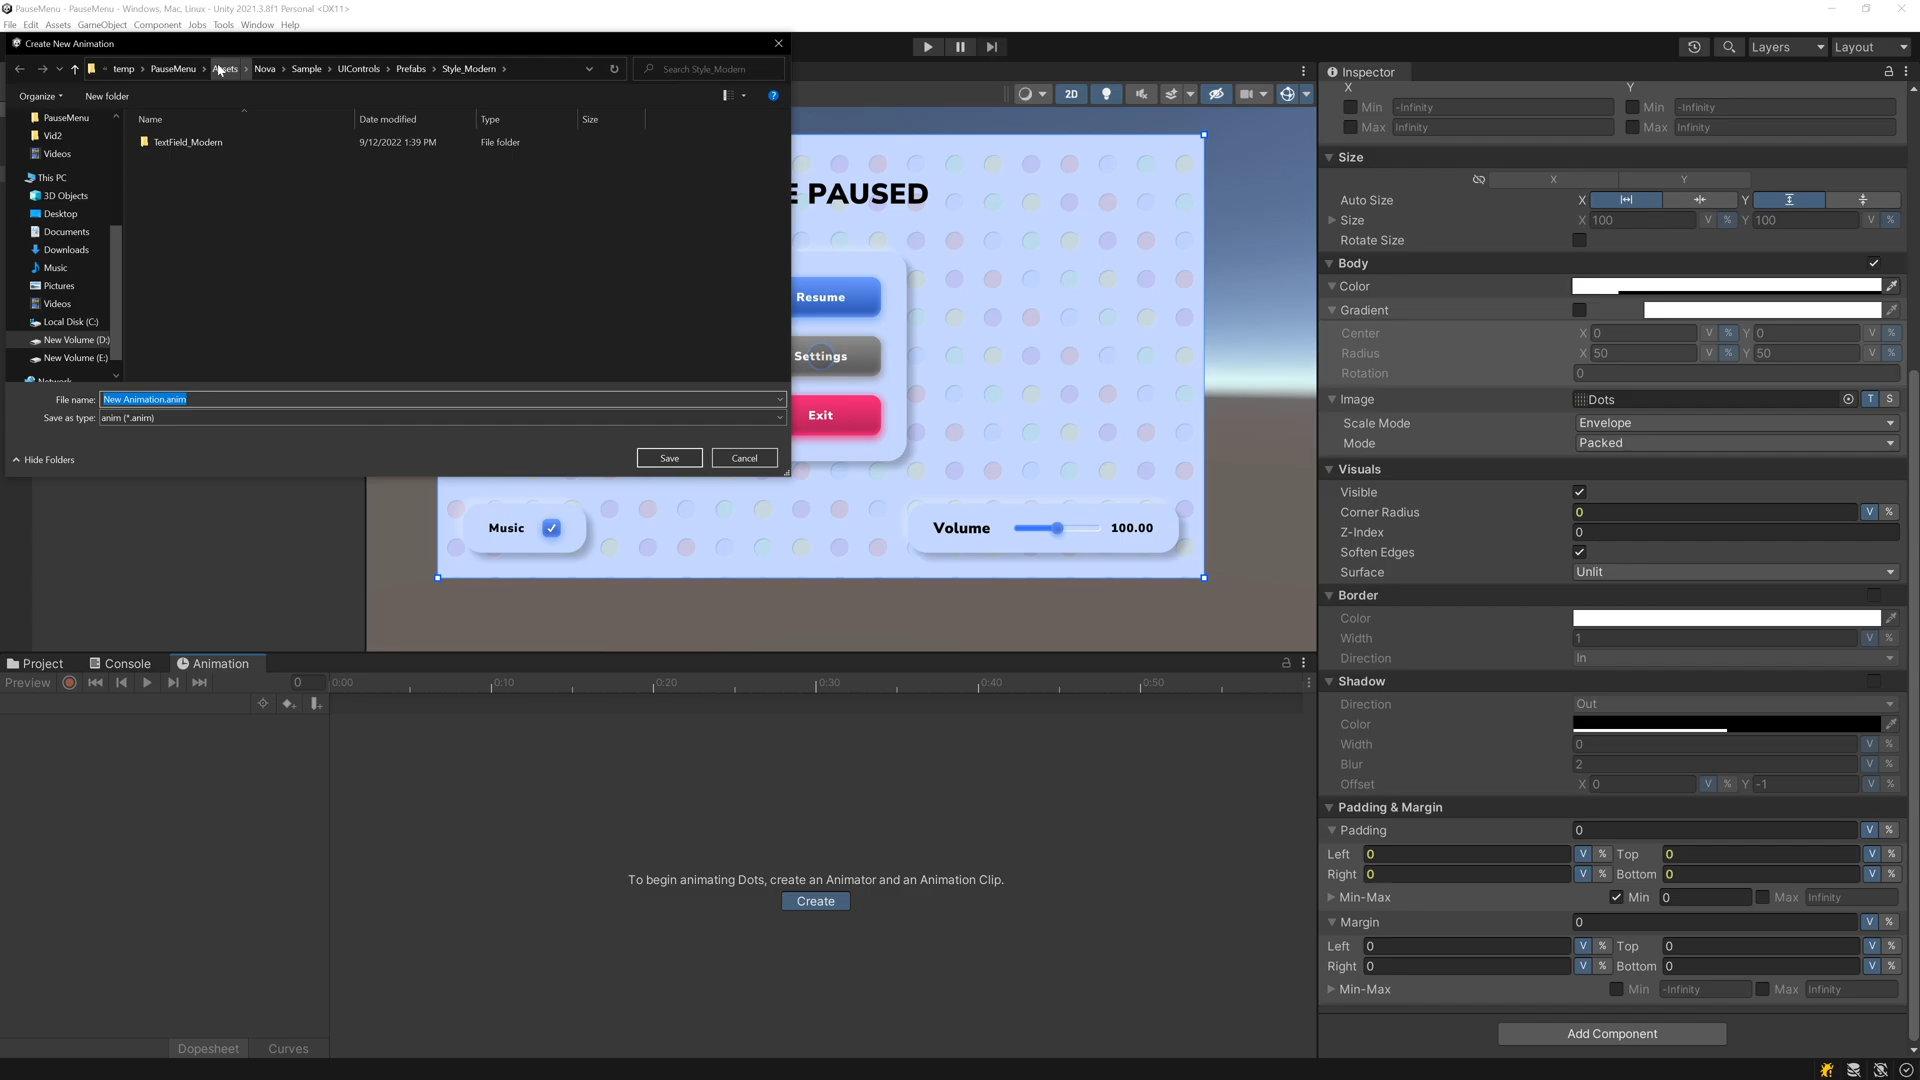 PauseMenu - PauseMenu - Windows, Mac, Linux - Unity 2021.3.8f1 Personal <DX11>
File Edit Assets GameObject Component Jobs Tools Window Help
Create New Animation
temp PauseMenu Assets Nova Sample UIControls Prefabs Style_Modern
Search Style_Modern
Layers Layout
Organize New folder
Inspector
2D
PauseMenu
Vid2
Videos
This PC
3D Objects
Desktop
Documents
Downloads
Music
Pictures
Videos
Local Disk (C:)
New Volume (D:)
New Volume (E:)
Network
Name Date modified Type Size
TextField_Modern 9/12/2022 1:39 PM File folder
File name: New Animation.anim
Save as type: anim (*.anim)
Hide Folders
Save Cancel
E PAUSED
Resume
Settings
Exit
Music
Volume 100.00
X Y
Min -Infinity Min -Infinity
Max Infinity Max Infinity
Size
X Y
Auto Size X Y
Size X 100 V % Y 100 V %
Rotate Size
Body
Color
Gradient
Center X 0 V % Y 0 V %
Radius X 50 V % Y 50 V %
Rotation 0
Image Dots T S
Scale Mode Envelope
Mode Packed
Visuals
Visible
Corner Radius 0 V %
Z-Index 0
Soften Edges
Surface Unlit
Border
Color
Width 1 V %
Direction In
Shadow
Direction Out
Color
Width 0 V %
Blur 2 V %
Offset X 0 V % Y -1 V %
Padding & Margin
Padding 0 V %
Left 0 V % Top 0 V %
Right 0 V % Bottom 0 V %
Min-Max Min 0 Max Infinity
Margin 0 V %
Left 0 V % Top 0 V %
Right 0 V % Bottom 0 V %
Min-Max Min -Infinity Max Infinity
Add Component
Project Console Animation
Preview 0 0:00 0:10 0:20 0:30 0:40 0:50
To begin animating Dots, create an Animator and an Animation Clip.
Create
Dopesheet Curves